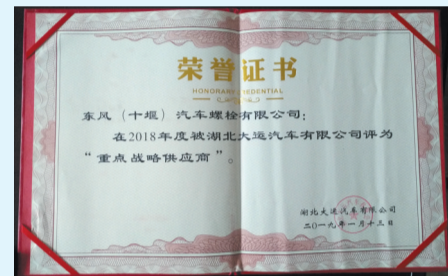 荣誉证书
HONORARY CREDENTIAL
东风（十堰）汽车螺栓有限公司：
在2018年度被湖北大运汽车有限公司评为
“重点战略供应商”。
湖北大运汽车有限公司
二〇一九年一月十三日